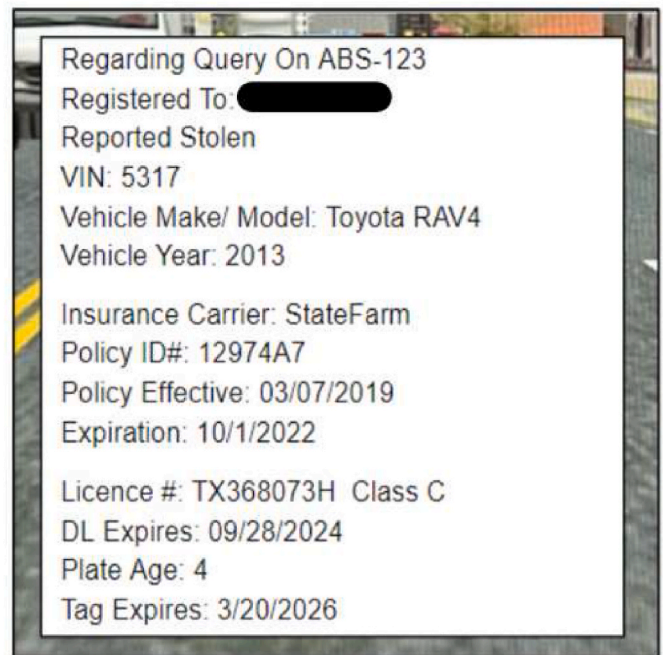 Regarding Query On ABS-123
Registered To:
Reported Stolen
VIN: 5317
Vehicle Make/ Model: Toyota RAV4
Vehicle Year: 2013
Insurance Carrier: StateFarm
Policy ID#: 12974A7
Policy Effective: 03/07/2019
Expiration: 10/1/2022
Licence #: TX368073H Class C
DL Expires: 09/28/2024
Plate Age: 4
Tag Expires: 3/20/2026